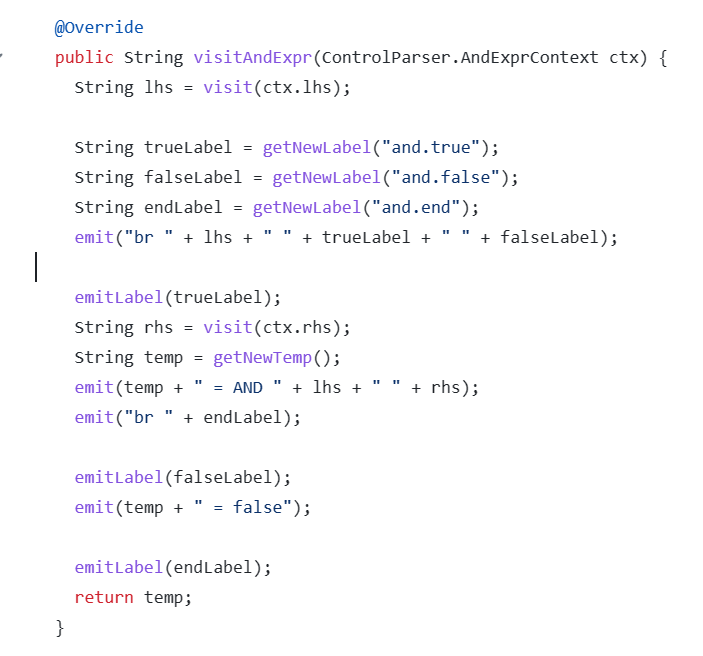 @Override
public String visitAndExpr(ControlParser.AndExprContext ctx) {
  String lhs = visit(ctx.lhs);

  String trueLabel = getNewLabel("and.true");
  String falseLabel = getNewLabel("and.false");
  String endLabel = getNewLabel("and.end");
  emit("br " + lhs + " " + trueLabel + " " + falseLabel);

  emitLabel(trueLabel);
  String rhs = visit(ctx.rhs);
  String temp = getNewTemp();
  emit(temp + " = AND " + lhs + " " + rhs);
  emit("br " + endLabel);

  emitLabel(falseLabel);
  emit(temp + " = false");

  emitLabel(endLabel);
  return temp;
}